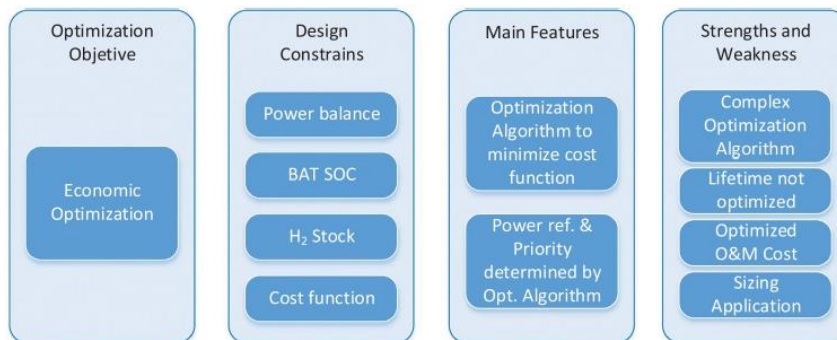 Optimization
Objetive
Economic
Optimization
Design
Constrains
Power balance
BAT SOC
H₂ Stock
Cost function
Main Features
Optimization
Algorithm to
minimize cost
function
Power ref. &
Priority
determined by
Opt. Algorithm
Strengths and
Weakness
Complex
Optimization
Algorithm
Lifetime not
optimized
Optimized
O&M Cost
Sizing
Application